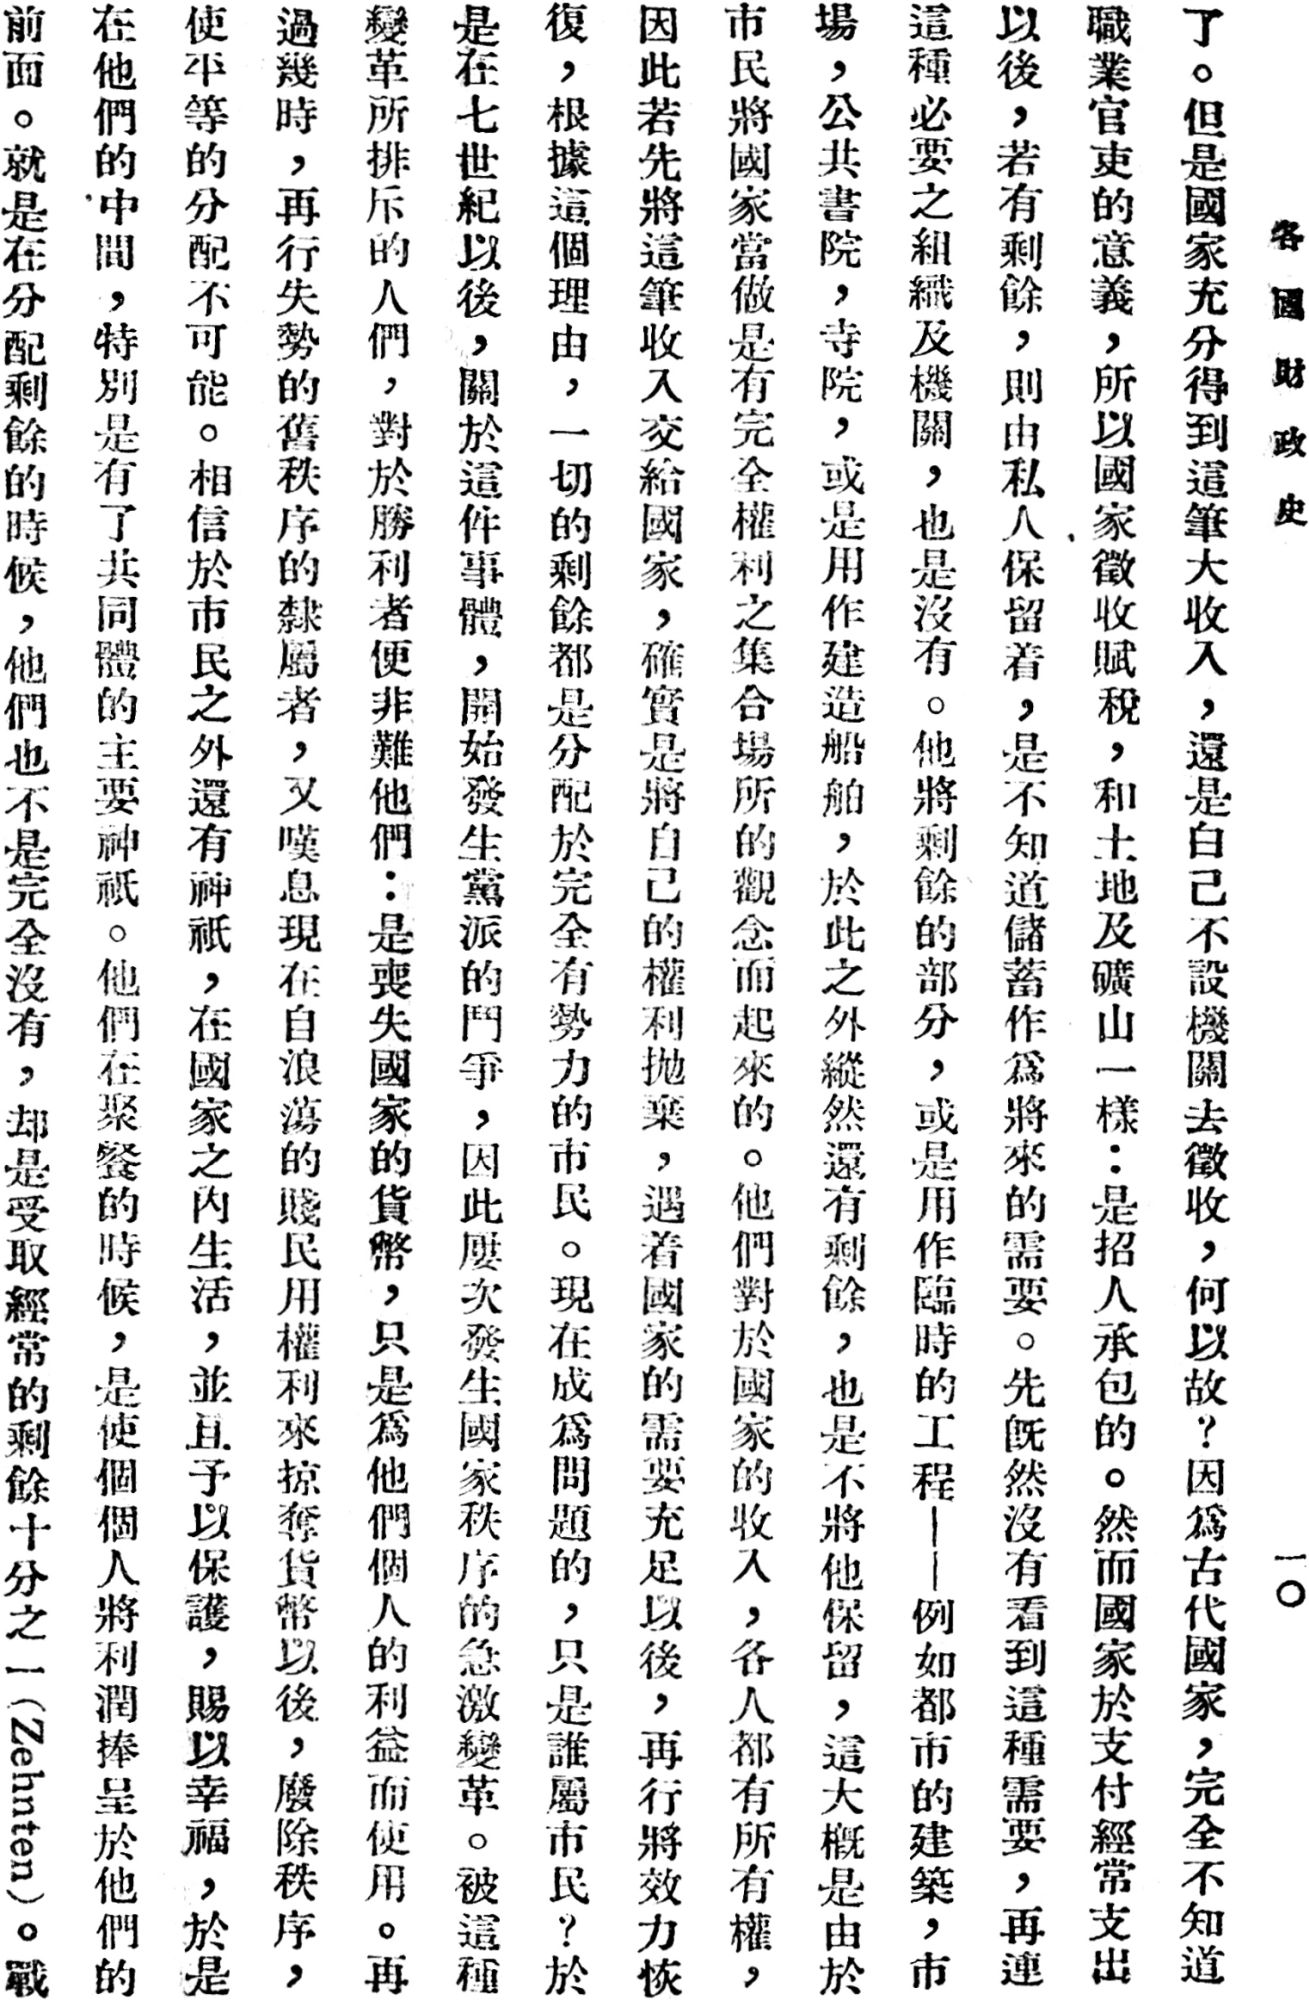 各國財政史
一〇
了。但是國家充分得到這筆大收入，還是自己不設機關去徵收，何以故？因爲古代國家，完全不知道
職業官吏的意義，所以國家徵收賦稅，和土地及礦山一樣：是招人承包的。然而國家於支付經常支出
以後，若有剩餘，則由私人保留着，是不知道儲蓄作爲將來的需要。先旣然沒有看到這種需要，再連
這種必要之組織及機關，也是沒有。他將剩餘的部分，或是用作臨時的工程——例如都市的建築，市
場，公共書院，寺院，或是用作建造船舶，於此之外縱然還有剩餘，也是不將他保留，這大槪是由於
市民將國家當做是有完全權利之集合場所的觀念而起來的。他們對於國家的收入，各人都有所有權，
因此若先將這筆收入交給國家，確實是將自己的權利拋棄，遇着國家的需要充足以後，再行將效力恢
復，根據這個理由，一切的剩餘都是分配於完全有勢力的市民。現在成爲問題的，只是誰屬市民？於
是在七世紀以後，關於這件事體，開始發生黨派的鬥爭，因此屢次發生國家秩序的急激變革。被這種
變革所排斥的人們，對於勝利者便非難他們：是喪失國家的貨幣，只是爲他們個人的利益而使用。再
過幾時，再行失勢的舊秩序的隸屬者，又嘆息現在自浪蕩的賤民用權利來掠奪貨幣以後，廢除秩序，
使平等的分配不可能。相信於市民之外還有神祇，在國家之內生活，並且予以保護，賜以幸福，於是
在他們的中間，特別是有了共同體的主要神祇。他們在聚餐的時候，是使個個人將利潤捧呈於他們的
前面。就是在分配剩餘的時候，他們也不是完全沒有，却是受取經常的剩餘十分之一（Zehnten）。戰